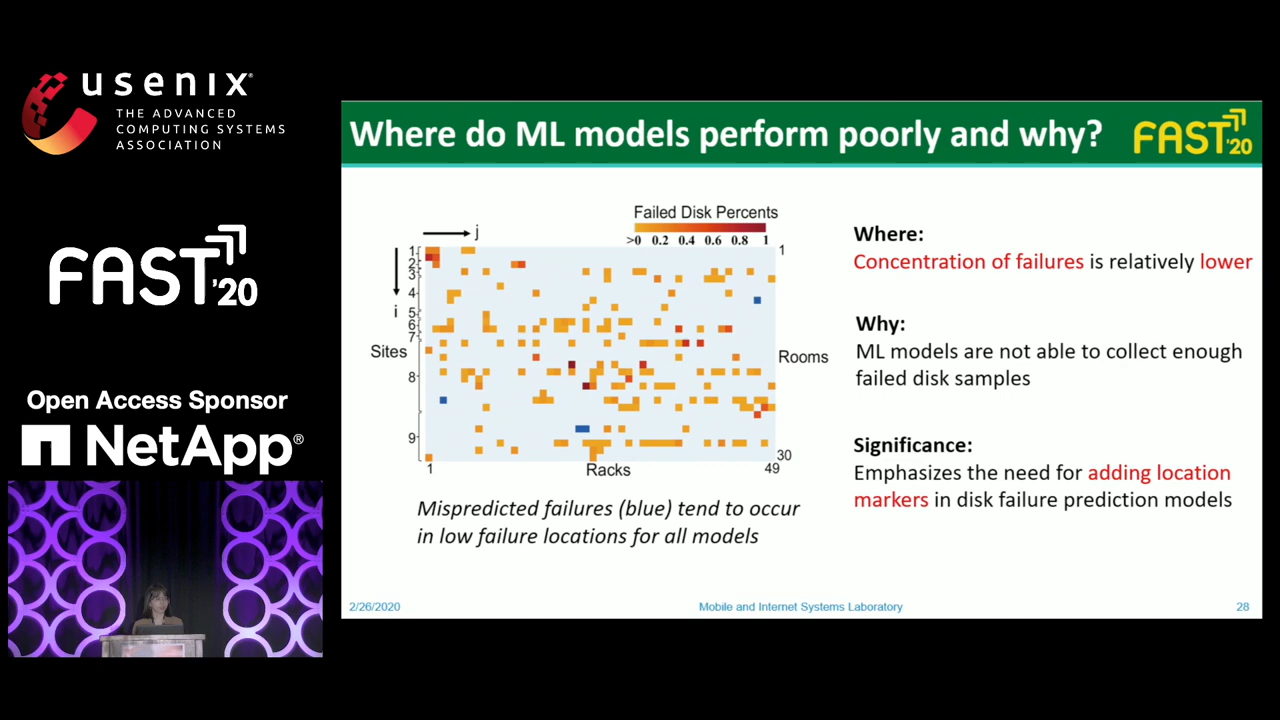 usenix®
THE ADVANCED
COMPUTING SYSTEMS
ASSOCIATION
FAST'20
Open Access Sponsor
NetApp®
Where do ML models perform poorly and why?
FAST'20
Failed Disk Percents
>0 0.2 0.4 0.6 0.8 1
j
i
1
2
3
4
5
6
7
8
9
Sites
1
Rooms
30
1
Racks
49
Mispredicted failures (blue) tend to occur
in low failure locations for all models
Where:
Concentration of failures is relatively lower
Why:
ML models are not able to collect enough
failed disk samples
Significance:
Emphasizes the need for adding location
markers in disk failure prediction models
2/26/2020
Mobile and Internet Systems Laboratory
28